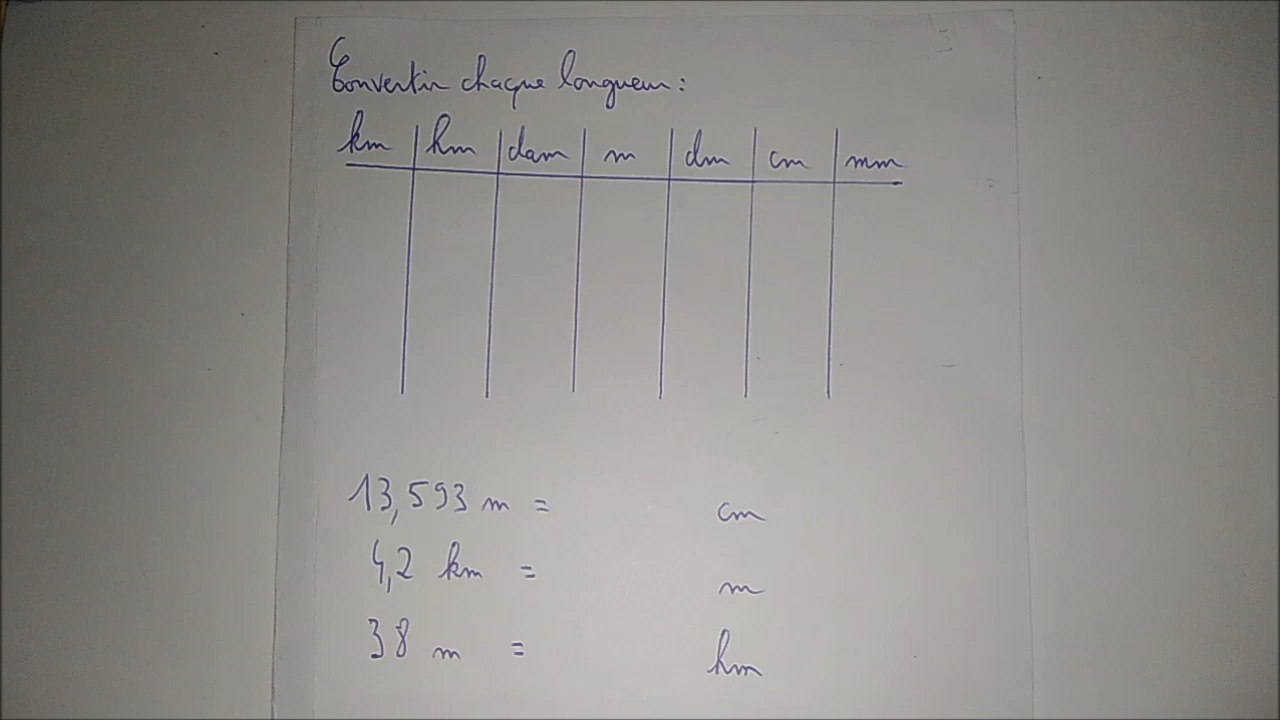 Convertir chaque longueur :
km hm dam m dm cm mm
13,593 m = cm
4,2 km = m
38 m = hm